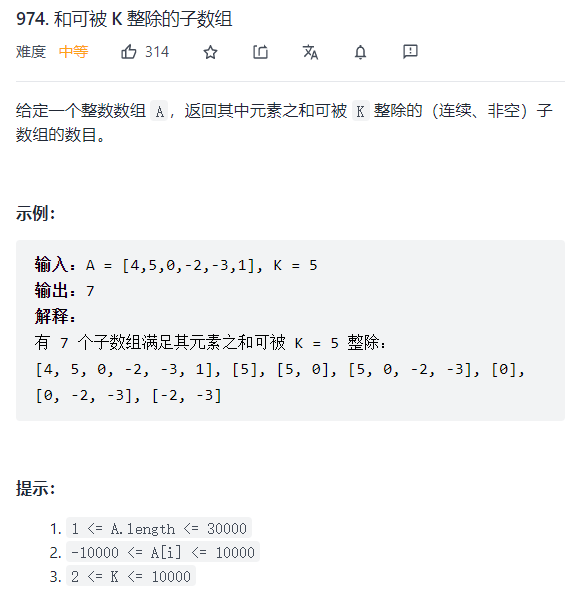 974. 和可被 K 整除的子数组
难度 中等 314
给定一个整数数组 A，返回其中元素之和可被 K 整除的（连续、非空）子
数组的数目。
示例：
输入：A = [4,5,0,-2,-3,1], K = 5
输出：7
解释：
有 7 个子数组满足其元素之和可被 K = 5 整除：
[4, 5, 0, -2, -3, 1], [5], [5, 0], [5, 0, -2, -3], [0],
[0, -2, -3], [-2, -3]
提示：
1. 1 <= A.length <= 30000
2. -10000 <= A[i] <= 10000
3. 2 <= K <= 10000